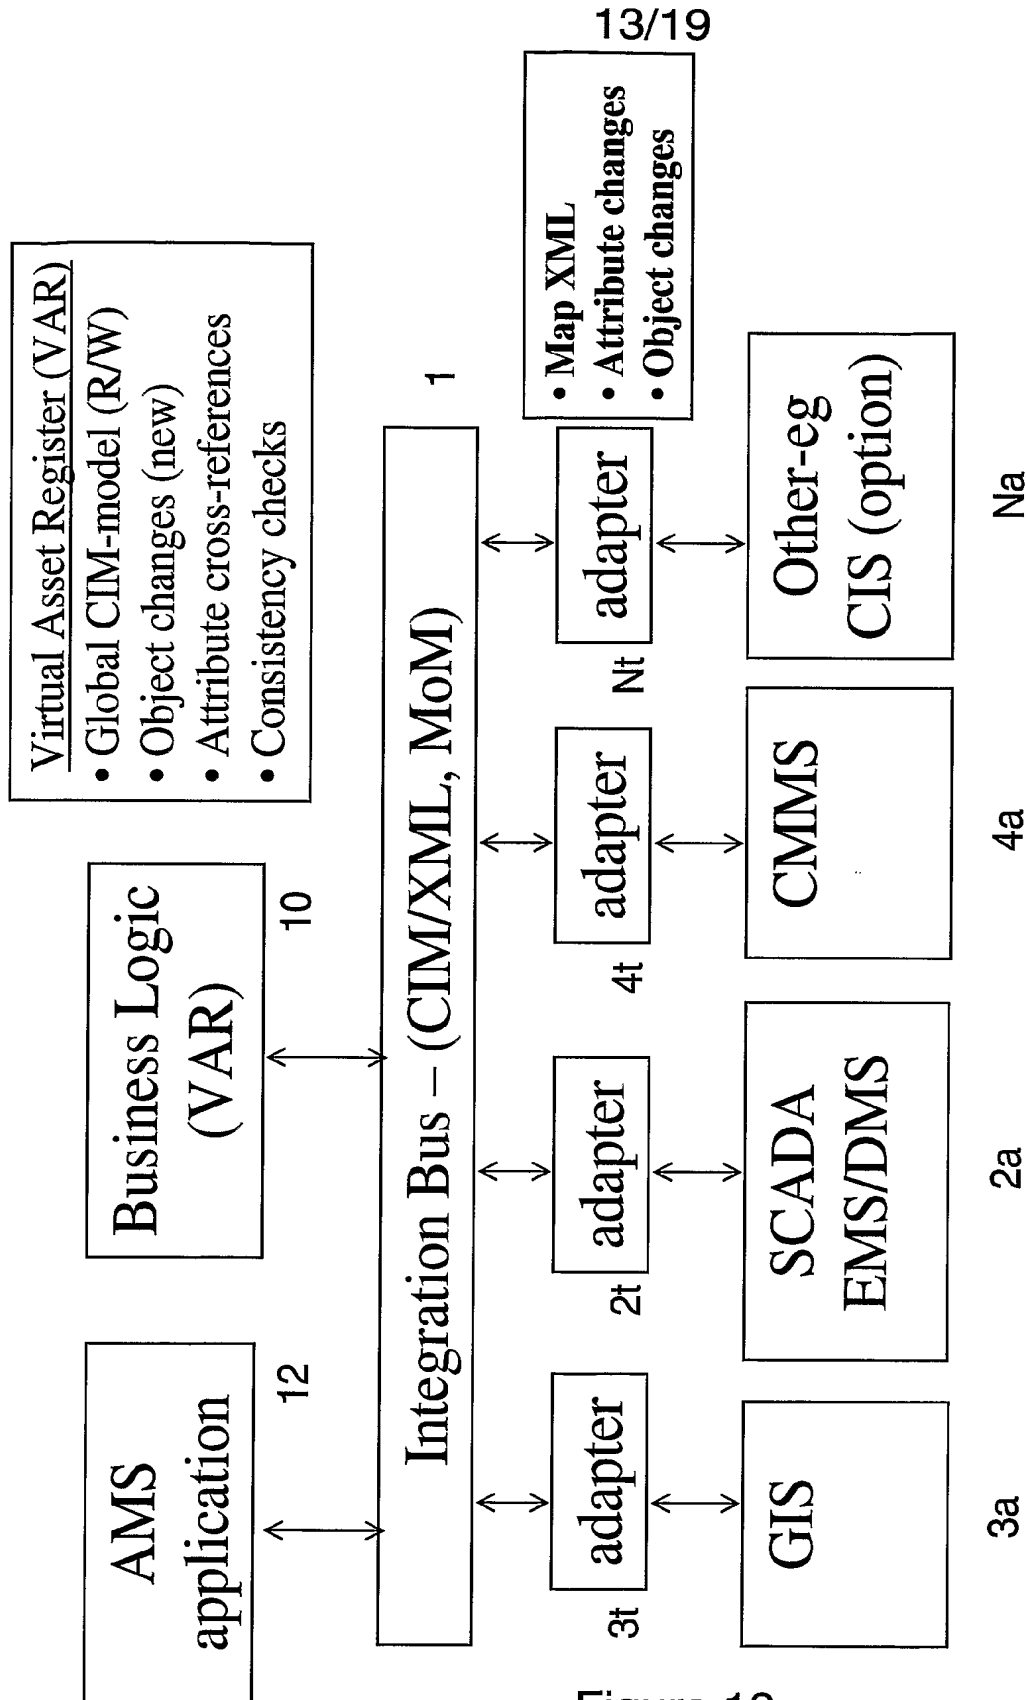 13/19
AMS
application
12
Business Logic
(VAR)
10
Virtual Asset Register (VAR)
• Global CIM-model (R/W)
• Object changes (new)
• Attribute cross-references
• Consistency checks
Integration Bus – (CIM/XML, MoM)
1
3t
adapter
2t
adapter
4t
adapter
Nt
adapter
• Map XML
• Attribute changes
• Object changes
GIS
SCADA
EMS/DMS
CMMS
Other-eg
CIS (option)
3a
2a
4a
Na